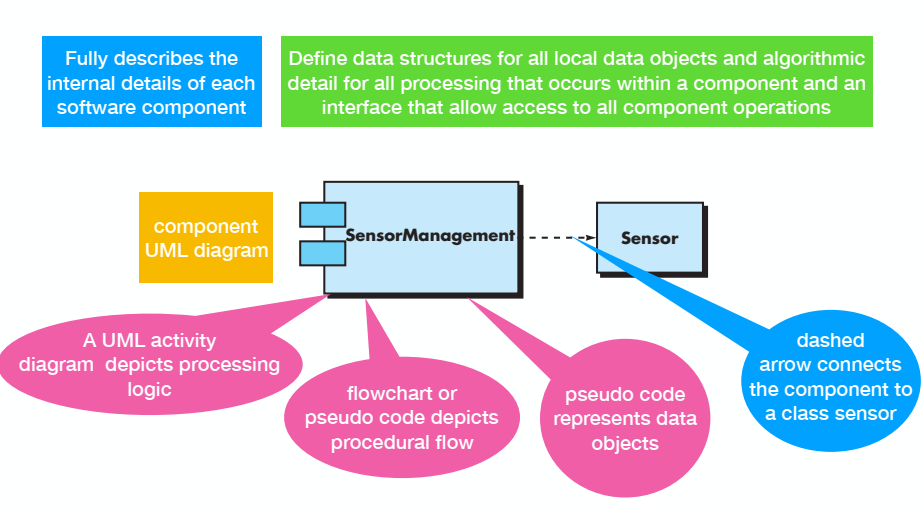 Fully describes the
internal details of each
software component
Define data structures for all local data objects and algorithmic
detail for all processing that occurs within a component and an
interface that allow access to all component operations
component
UML diagram
SensorManagement
Sensor
A UML activity
diagram depicts processing
logic
flowchart or
pseudo code depicts
procedural flow
pseudo code
represents data
objects
dashed
arrow connects
the component to
a class sensor